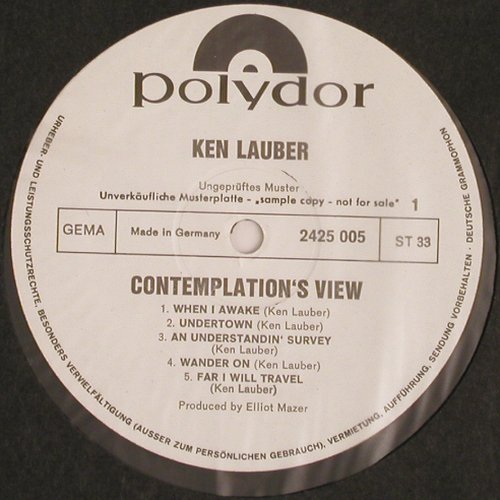 polydor
KEN LAUBER
Ungeprüftes Muster
Unverkäufliche Musterplatte - „sample copy - not for sale" 1
GEMA Made in Germany 2425 005 ST 33
CONTEMPLATION'S VIEW
1. WHEN I AWAKE (Ken Lauber)
2. UNDERTOWN (Ken Lauber)
3. AN UNDERSTANDIN' SURVEY
(Ken Lauber)
4. WANDER ON (Ken Lauber)
5. FAR I WILL TRAVEL
(Ken Lauber)
Produced by Elliot Mazer
URHEBER- UND LEISTUNGSSCHUTZRECHTE, BESONDERS VERVIELFÄLTIGUNG (AUSSER ZUM PERSÖNLICHEN GEBRAUCH), VERMIETUNG, AUFFÜHRUNG, SENDUNG VORBEHALTEN · DEUTSCHE GRAMMOPHON